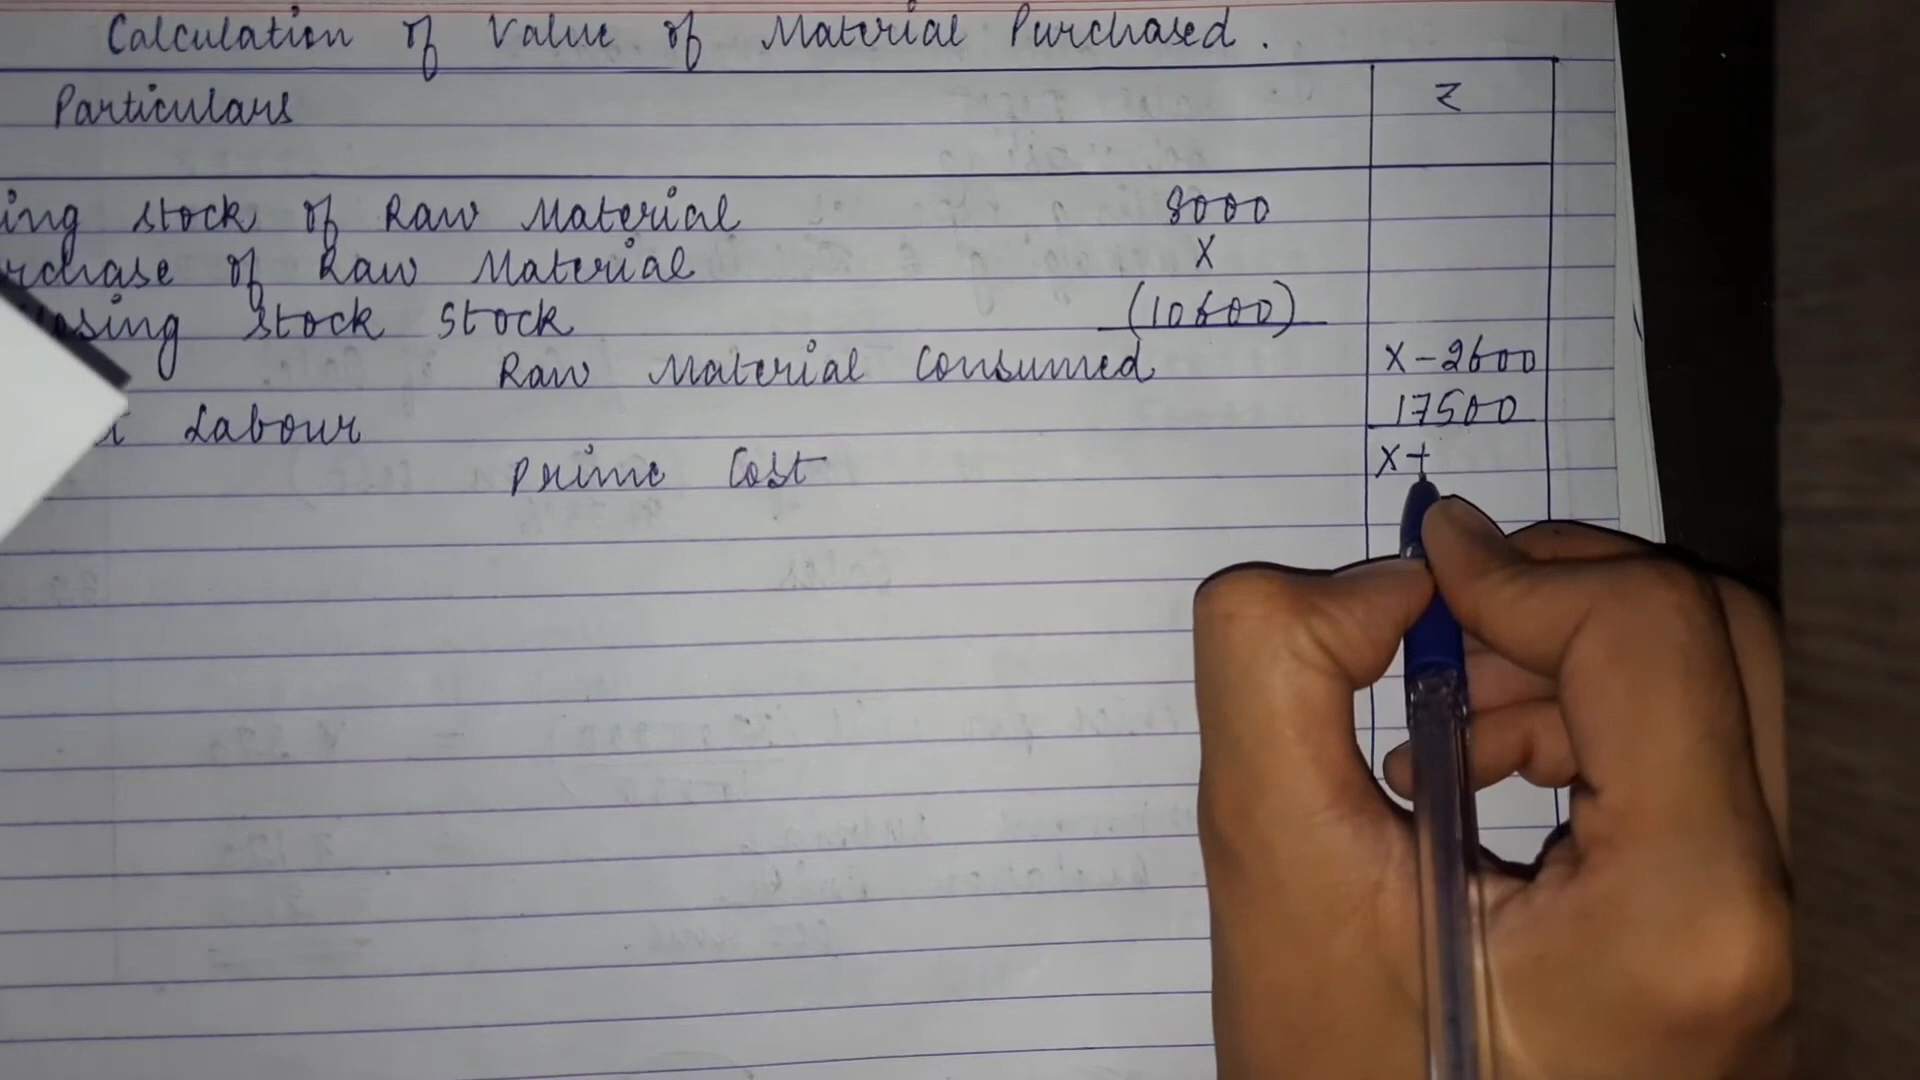 Calculation of Value of Material Purchased.
Particulars ₹
ing Stock of Raw Material 8000
rchase of Raw Material X
osing Stock Stock (10600)
Raw Material Consumed X-2600
Labour 17500
Prime Cost X+